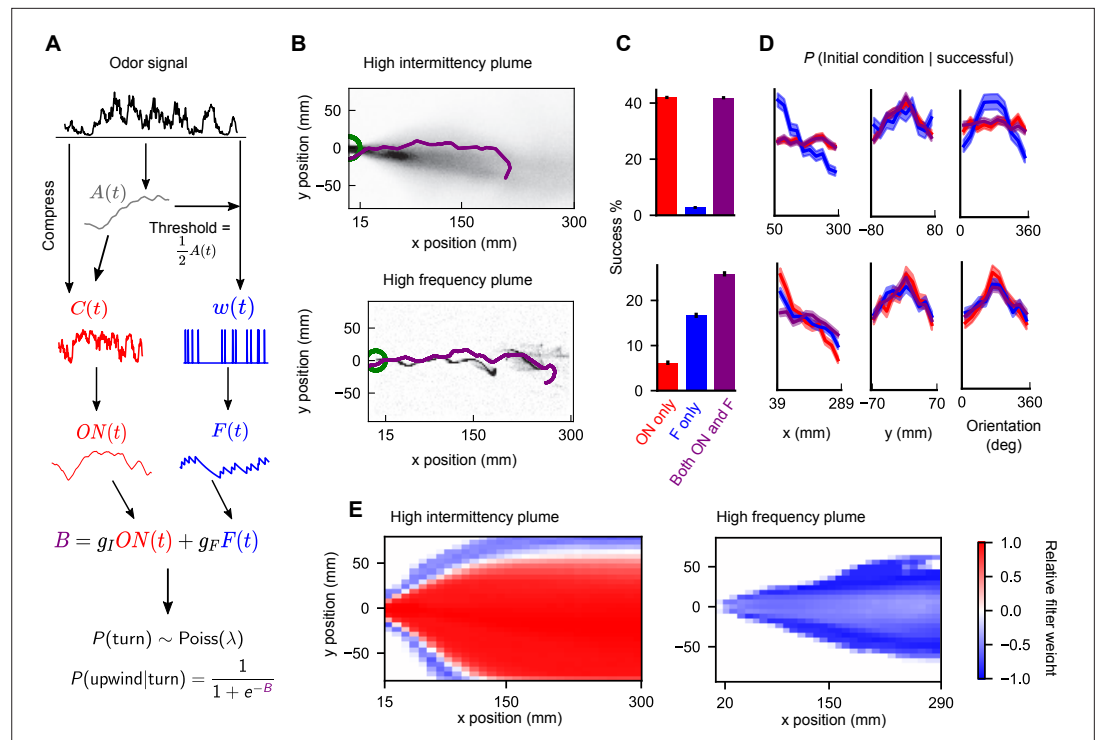 A
Odor signal
Compress
A(t)
Threshold =
1/2 A(t)
C(t)
w(t)
ON(t)
F(t)
B = g_I ON(t) + g_F F(t)
P(turn) ∼ Poiss(λ)
P(upwind|turn) = 1 / (1 + e^{-B})
B
High intermittency plume
y position (mm)
50
0
−50
15
150
300
x position (mm)
High frequency plume
y position (mm)
50
0
−50
15
150
300
x position (mm)
C
Success %
40
20
0
20
10
0
ON only
F only
Both ON and F
D
P (Initial condition | successful)
50
300
−80
80
0
360
39
289
−70
70
0
360
x (mm)
y (mm)
Orientation
(deg)
E
High intermittency plume
y position (mm)
50
0
−50
15
150
300
x position (mm)
High frequency plume
50
0
−50
20
150
290
x position (mm)
1.0
0.5
0.0
−0.5
−1.0
Relative filter weight